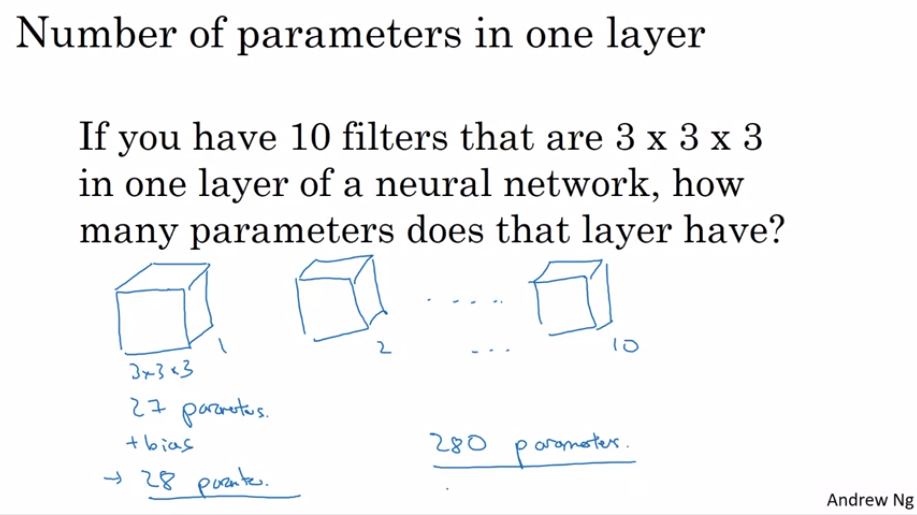 Number of parameters in one layer
If you have 10 filters that are 3 x 3 x 3
in one layer of a neural network, how
many parameters does that layer have?
1
2
10
.....
...
3x3x3
27 parameters.
+bias
280 parameters.
→ 28
Andrew Ng